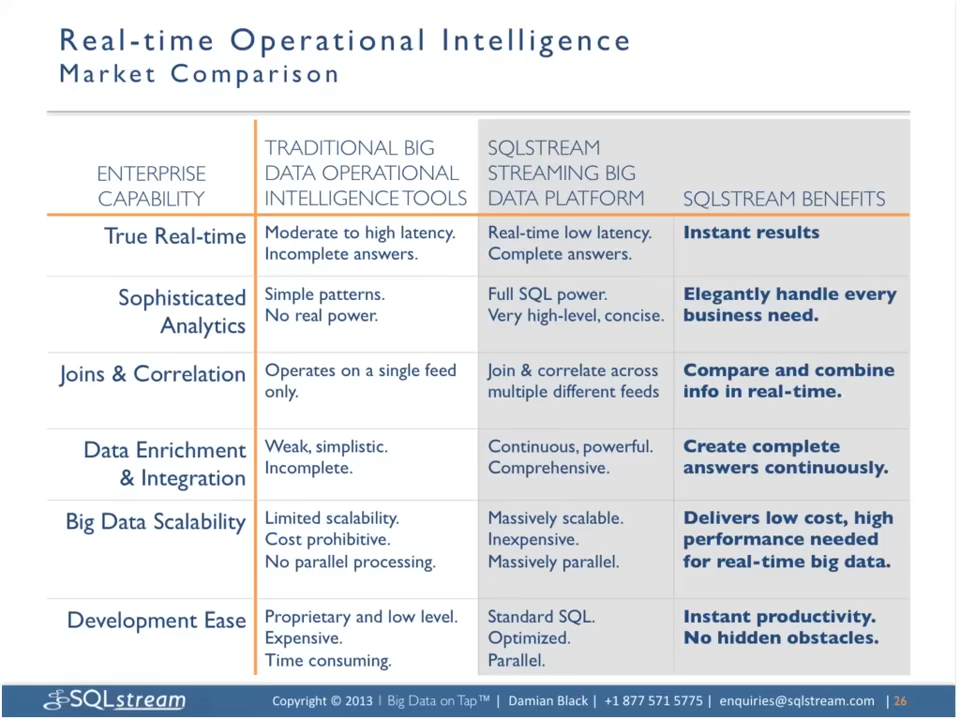 Real-time Operational Intelligence
Market Comparison
ENTERPRISE
CAPABILITY
TRADITIONAL BIG
DATA OPERATIONAL
INTELLIGENCE TOOLS
SQLSTREAM
STREAMING BIG
DATA PLATFORM
SQLSTREAM BENEFITS
True Real-time
Moderate to high latency.
Incomplete answers.
Real-time low latency.
Complete answers.
Instant results
Sophisticated
Analytics
Simple patterns.
No real power.
Full SQL power.
Very high-level, concise.
Elegantly handle every
business need.
Joins & Correlation
Operates on a single feed
only.
Join & correlate across
multiple different feeds
Compare and combine
info in real-time.
Data Enrichment
& Integration
Weak, simplistic.
Incomplete.
Continuous, powerful.
Comprehensive.
Create complete
answers continuously.
Big Data Scalability
Limited scalability.
Cost prohibitive.
No parallel processing.
Massively scalable.
Inexpensive.
Massively parallel.
Delivers low cost, high
performance needed
for real-time big data.
Development Ease
Proprietary and low level.
Expensive.
Time consuming.
Standard SQL.
Optimized.
Parallel.
Instant productivity.
No hidden obstacles.
SQLstream
Copyright © 2013 | Big Data on Tap™ | Damian Black | +1 877 571 5775 | enquiries@sqlstream.com | 26